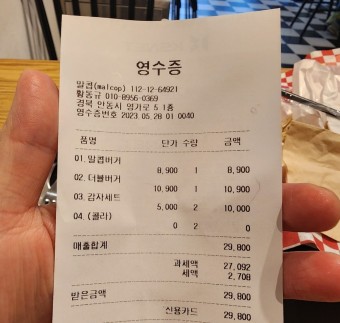 영수증
말콥(malcop) 112-12-64921
황동규 010-8956-0369
경북 안동시 영가로 5 1층
영수증번호 2023 05.28 01 0040
품명 단가 수량 금액
01. 말콥버거
8,900 1 8,900
02. 더블버거
10,900 1 10,900
03. 감자세트
5,000 2 10,000
04. (콜라)
0 2 0
매출합계 29,800
과세액 27,092
세액 2,708
받은금액 29,800
신용카드 29,800